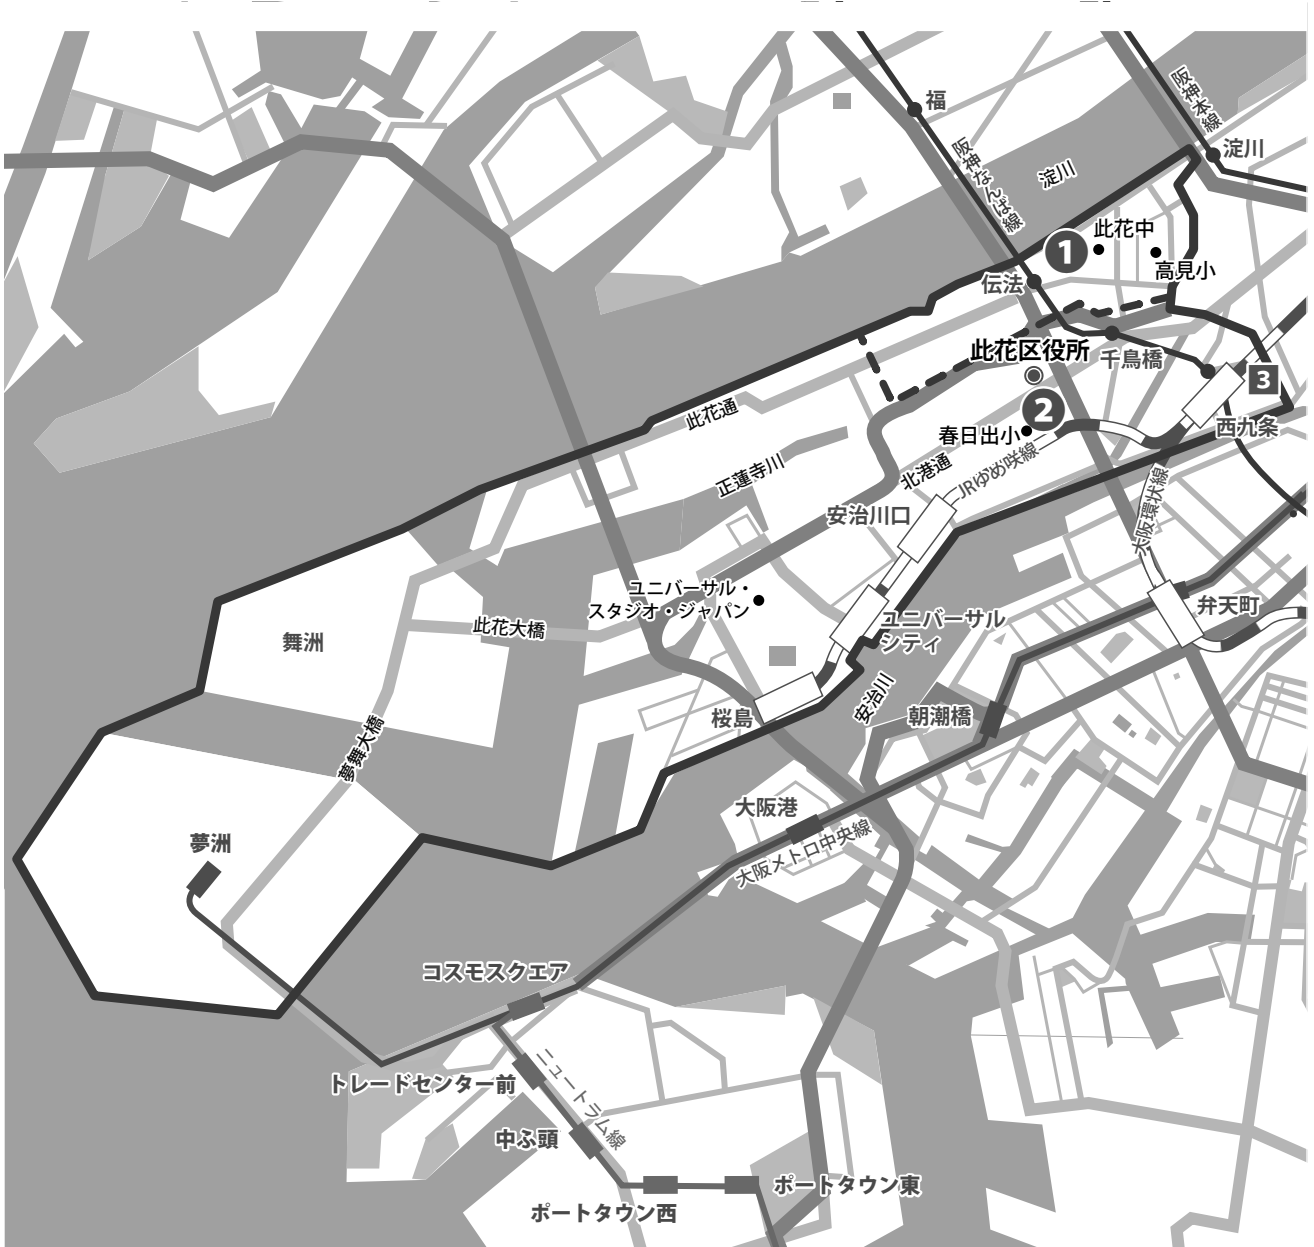 阪神本線
福
淀川
阪神なんば線
淀川
此花中
1
高見小
伝法
此花区役所
千鳥橋
3
2
西九条
春日出小
此花通
北港通
JRゆめ咲線
正蓮寺川
大阪環状線
安治川口
ユニバーサル・
スタジオ・ジャパン
弁天町
ユニバーサル
シティ
此花大橋
舞洲
安治川
朝潮橋
桜島
夢舞大橋
大阪港
大阪メトロ中央線
夢洲
コスモスクエア
トレードセンター前
ニュートラム線
中ふ頭
ポートタウン東
ポートタウン西